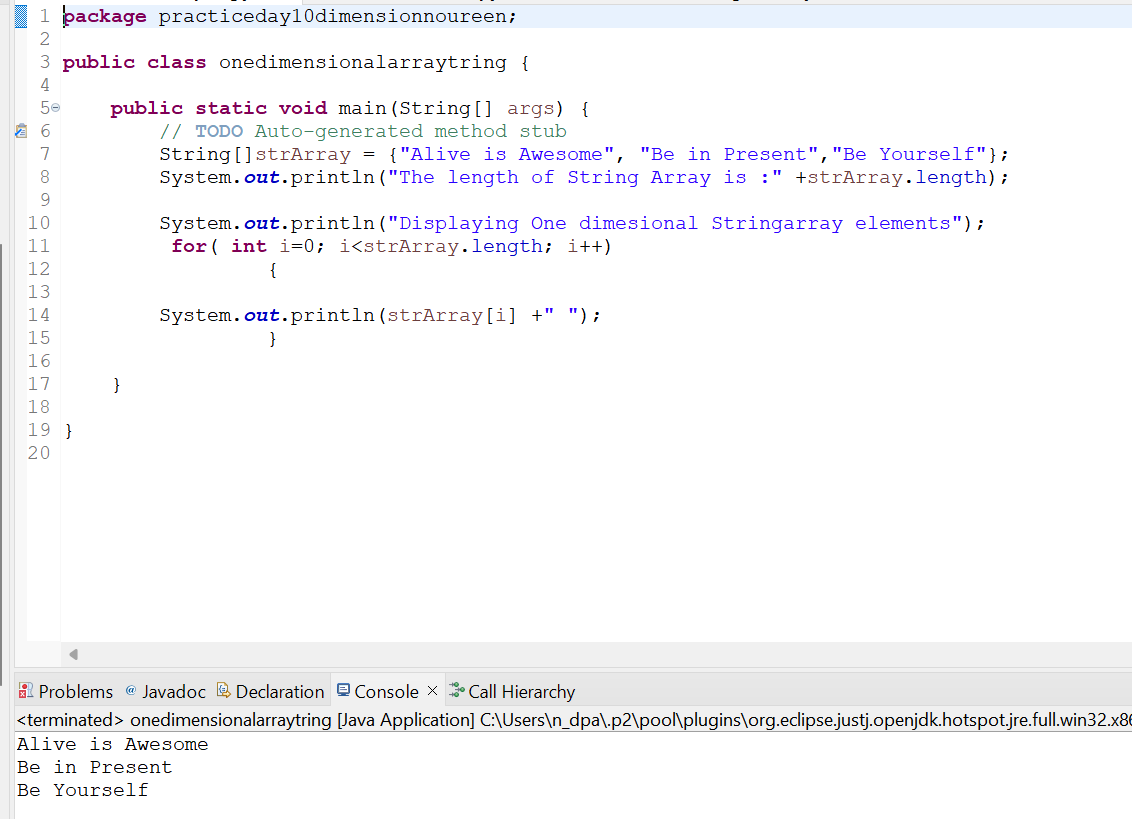 1 package practiceday10dimensionnoureen;
2
3 public class onedimensionalarraytring {
4
5 public static void main(String[] args) {
6 // TODO Auto-generated method stub
7 String[]strArray = {"Alive is Awesome", "Be in Present","Be Yourself"};
8 System.out.println("The length of String Array is :" +strArray.length);
9
10 System.out.println("Displaying One dimesional Stringarray elements");
11 for( int i=0; i<strArray.length; i++)
12 {
13
14 System.out.println(strArray[i] +" ");
15 }
16
17 }
18
19 }
20
Problems @ Javadoc Declaration Console × Call Hierarchy
<terminated> onedimensionalarraytring [Java Application] C:\Users\n_dpa\.p2\pool\plugins\org.eclipse.justj.openjdk.hotspot.jre.full.win32.x86
Alive is Awesome
Be in Present
Be Yourself